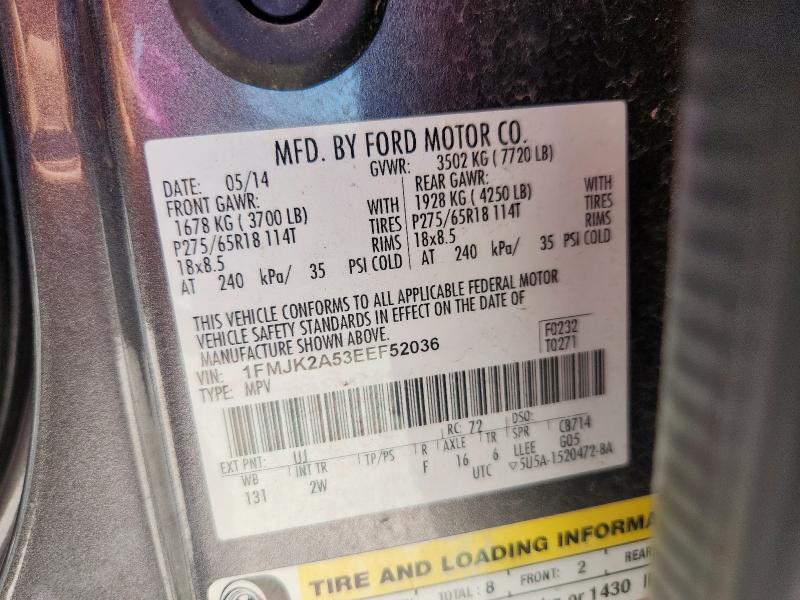 MFD. BY FORD MOTOR CO.
DATE: 05/14 GVWR: 3502 KG ( 7720 LB)
FRONT GAWR: REAR GAWR:
1678 KG ( 3700 LB) WITH 1928 KG ( 4250 LB) WITH
P275/65R18 114T TIRES P275/65R18 114T TIRES
18x8.5 RIMS 18x8.5 RIMS
AT 240 kPa/ 35 PSI COLD AT 240 kPa/ 35 PSI COLD
THIS VEHICLE CONFORMS TO ALL APPLICABLE FEDERAL MOTOR
VEHICLE SAFETY STANDARDS IN EFFECT ON THE DATE OF
MANUFACTURE SHOWN ABOVE.
VIN: 1FMJK2A53EEF52036 F0232
TYPE: MPV T0271
EXT PNT: UJ RC: 72 DSO:
WB INT TR TP/PS R AXLE TR SPR CB714
131 2W F 16 6 LLEE G05
UTC ▽5U5A-1520472-BA
TIRE AND LOADING INFORMA
TOTAL: 8 FRONT: 2 REAR
or 1430